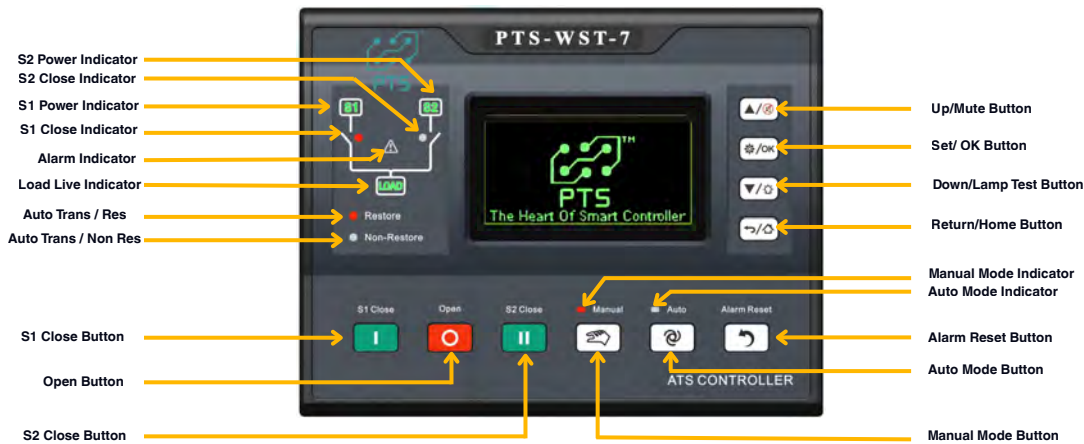 S2 Power Indicator
S2 Close Indicator
S1 Power Indicator
S1 Close Indicator
Alarm Indicator
Load Live Indicator
Auto Trans / Res
Auto Trans / Non Res
S1 Close Button
Open Button
S2 Close Button
PTS-WST-7
PTS
S1
S2
LOAD
Restore
Non-Restore
TM
PTS
The Heart Of Smart Controller
▲/
/OK
▼/
S1 Close
Open
S2 Close
Manual
Auto
Alarm Reset
I
O
II
ATS CONTROLLER
Up/Mute Button
Set/ OK Button
Down/Lamp Test Button
Return/Home Button
Manual Mode Indicator
Auto Mode Indicator
Alarm Reset Button
Auto Mode Button
Manual Mode Button